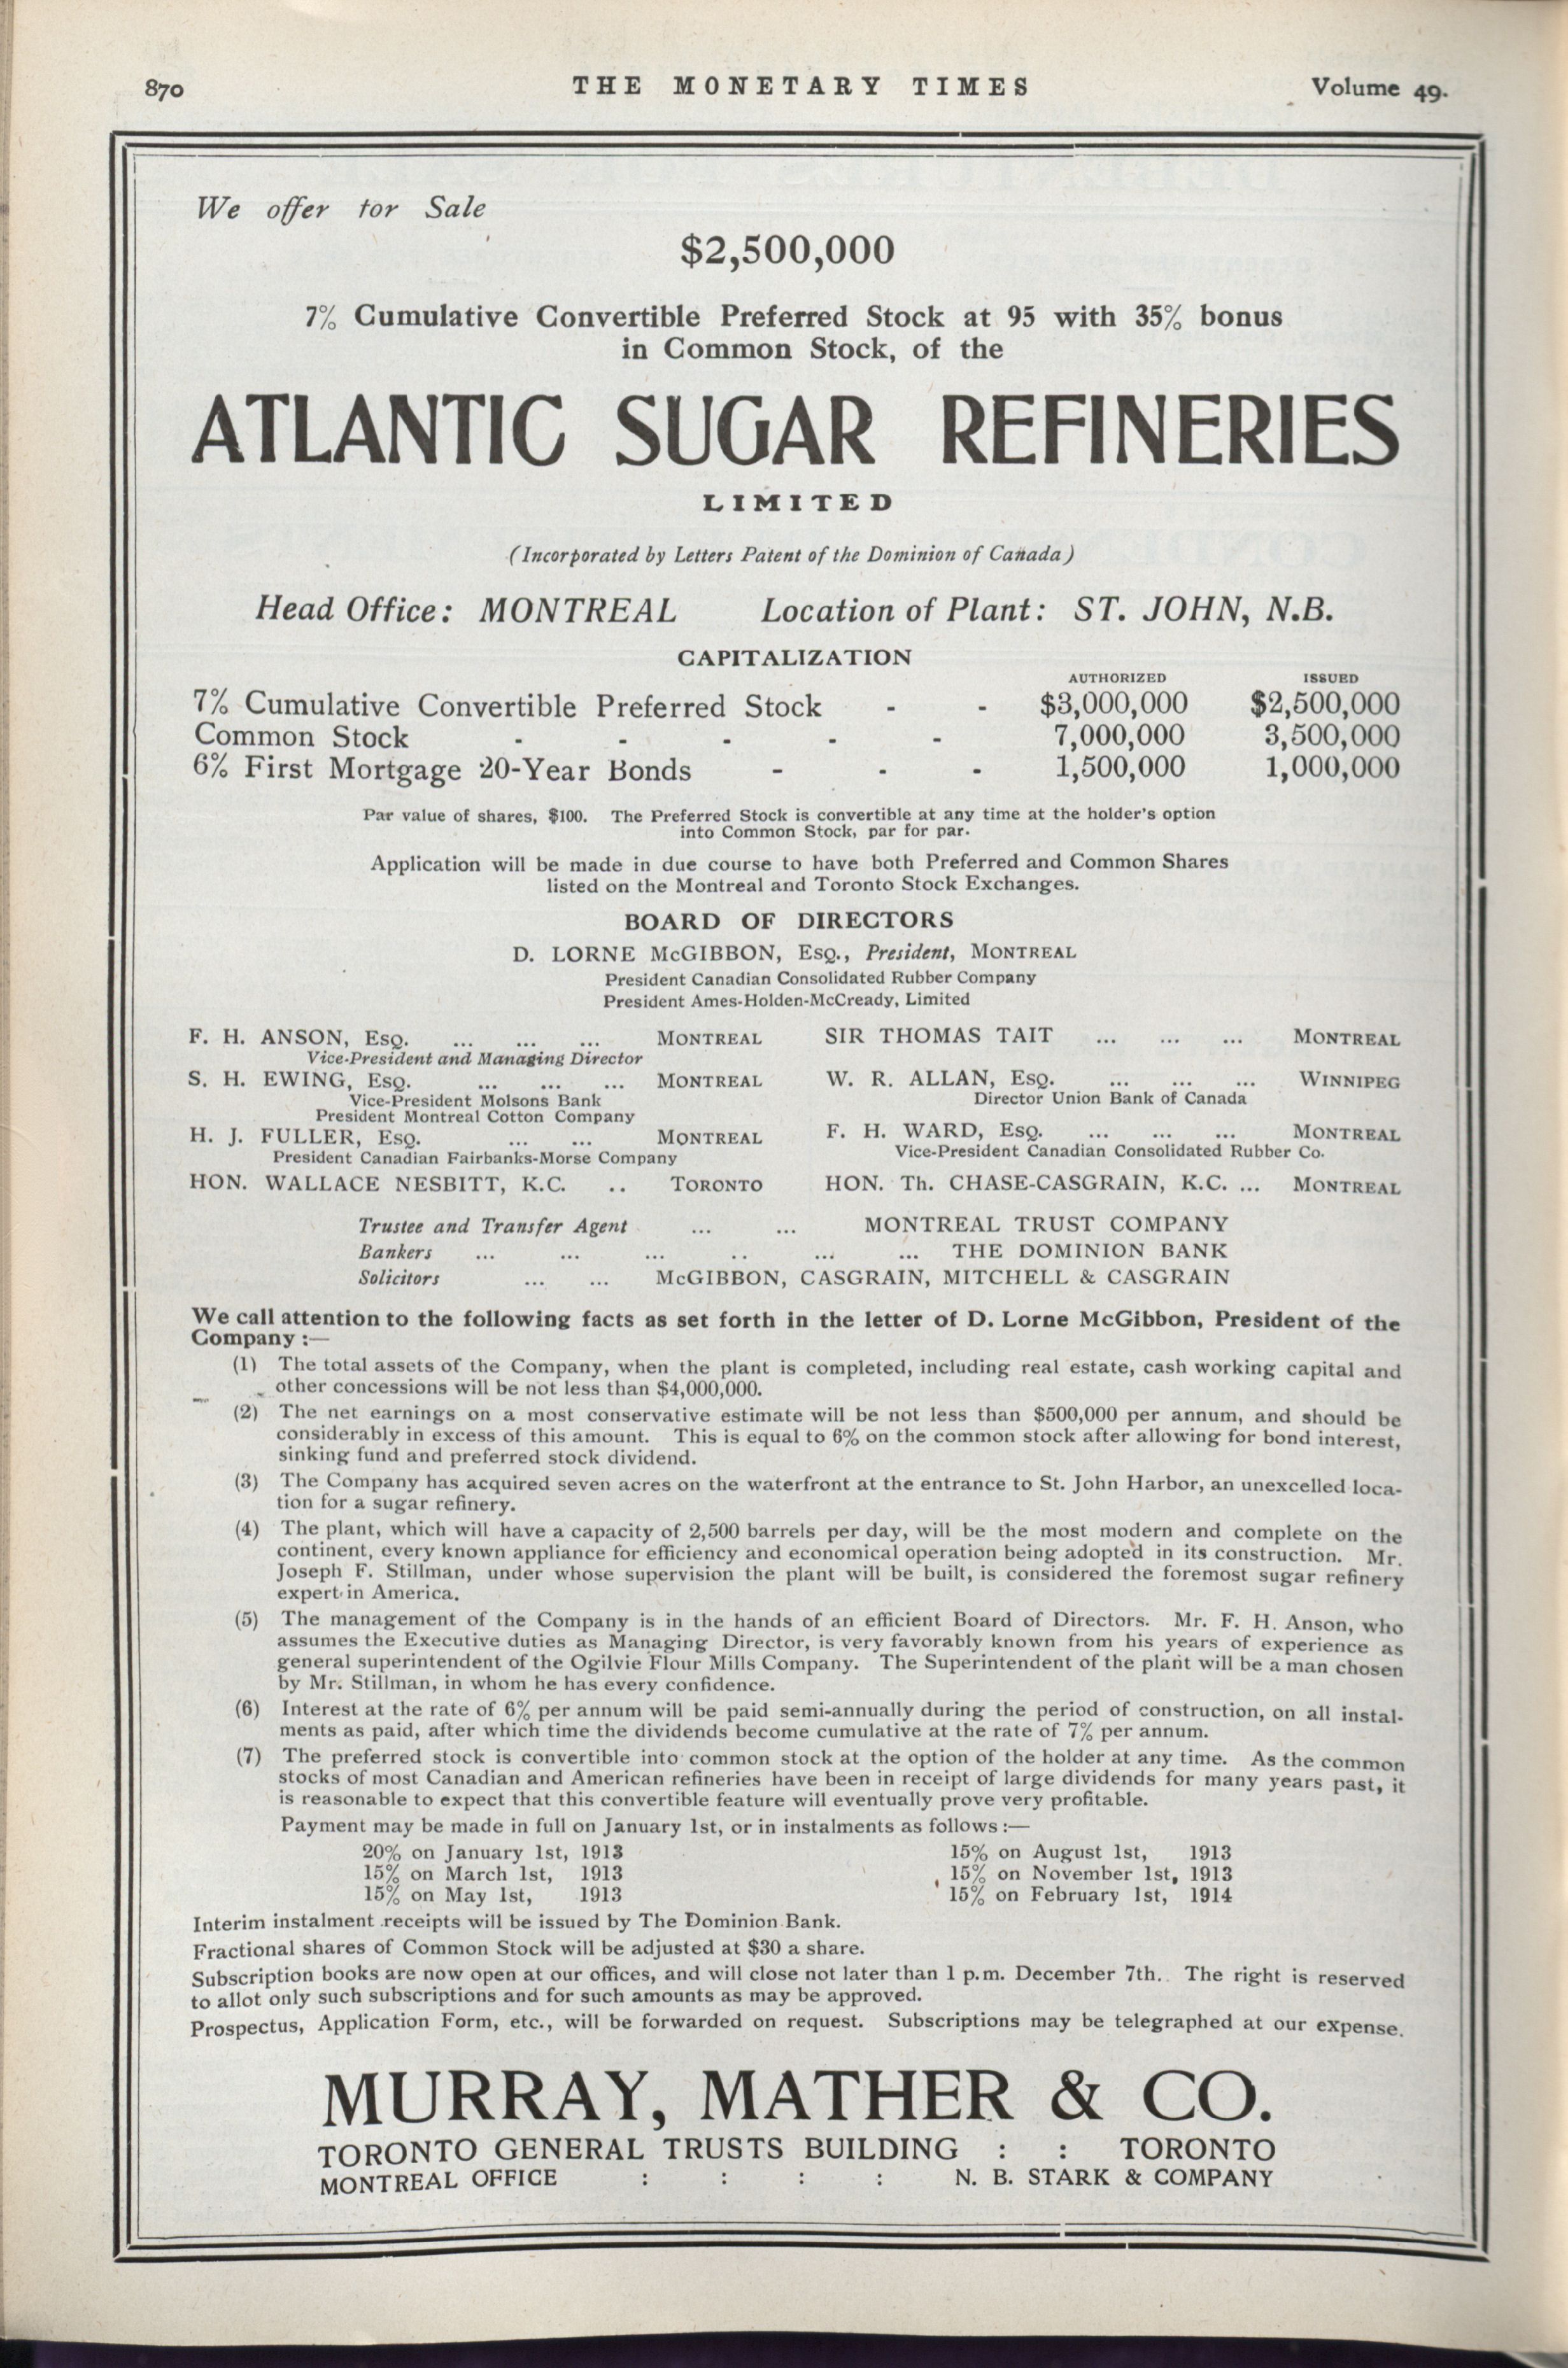 870
THE MONETARY TIMES
Volume 49.
We offer for Sale
$2,500,000
7% Cumulative Convertible Preferred Stock at 95 with 35% bonus
in Common Stock, of the
ATLANTIC SUGAR REFINERIES
LIMITED
(Incorporated by Letters Patent of the Dominion of Canada)
Head Office: MONTREAL Location of Plant: ST. JOHN, N.B.
CAPITALIZATION
AUTHORIZED ISSUED
7% Cumulative Convertible Preferred Stock - - $3,000,000 $2,500,000
Common Stock - - - - - 7,000,000 3,500,000
6% First Mortgage 20-Year Bonds - - - 1,500,000 1,000,000
Par value of shares, $100. The Preferred Stock is convertible at any time at the holder's option
into Common Stock, par for par.
Application will be made in due course to have both Preferred and Common Shares
listed on the Montreal and Toronto Stock Exchanges.
BOARD OF DIRECTORS
D. LORNE McGIBBON, Esq., President, MONTREAL
President Canadian Consolidated Rubber Company
President Ames-Holden-McCready, Limited
F. H. ANSON, Esq. ... ... ... MONTREAL
Vice-President and Managing Director
S. H. EWING, Esq. ... ... ... MONTREAL
Vice-President Molsons Bank
President Montreal Cotton Company
H. J. FULLER, Esq. ... ... MONTREAL
President Canadian Fairbanks-Morse Company
HON. WALLACE NESBITT, K.C. .. TORONTO
SIR THOMAS TAIT ... ... ... MONTREAL
W. R. ALLAN, Esq. ... ... ... WINNIPEG
Director Union Bank of Canada
F. H. WARD, Esq. ... ... ... MONTREAL
Vice-President Canadian Consolidated Rubber Co.
HON. Th. CHASE-CASGRAIN, K.C. ... MONTREAL
Trustee and Transfer Agent ... ... MONTREAL TRUST COMPANY
Bankers ... ... ... .. ... ... THE DOMINION BANK
Solicitors ... ... McGIBBON, CASGRAIN, MITCHELL & CASGRAIN
We call attention to the following facts as set forth in the letter of D. Lorne McGibbon, President of the
Company :—
(1) The total assets of the Company, when the plant is completed, including real estate, cash working capital and
other concessions will be not less than $4,000,000.
(2) The net earnings on a most conservative estimate will be not less than $500,000 per annum, and should be
considerably in excess of this amount. This is equal to 6% on the common stock after allowing for bond interest,
sinking fund and preferred stock dividend.
(3) The Company has acquired seven acres on the waterfront at the entrance to St. John Harbor, an unexcelled loca-
tion for a sugar refinery.
(4) The plant, which will have a capacity of 2,500 barrels per day, will be the most modern and complete on the
continent, every known appliance for efficiency and economical operation being adopted in its construction. Mr.
Joseph F. Stillman, under whose supervision the plant will be built, is considered the foremost sugar refinery
expert in America.
(5) The management of the Company is in the hands of an efficient Board of Directors. Mr. F. H. Anson, who
assumes the Executive duties as Managing Director, is very favorably known from his years of experience as
general superintendent of the Ogilvie Flour Mills Company. The Superintendent of the plant will be a man chosen
by Mr. Stillman, in whom he has every confidence.
(6) Interest at the rate of 6% per annum will be paid semi-annually during the period of construction, on all instal-
ments as paid, after which time the dividends become cumulative at the rate of 7% per annum.
(7) The preferred stock is convertible into common stock at the option of the holder at any time. As the common
stocks of most Canadian and American refineries have been in receipt of large dividends for many years past, it
is reasonable to expect that this convertible feature will eventually prove very profitable.
Payment may be made in full on January 1st, or in instalments as follows :—
20% on January 1st, 1913 15% on August 1st, 1913
15% on March 1st, 1913 15% on November 1st, 1913
15% on May 1st, 1913 15% on February 1st, 1914
Interim instalment receipts will be issued by The Dominion Bank.
Fractional shares of Common Stock will be adjusted at $30 a share.
Subscription books are now open at our offices, and will close not later than 1 p.m. December 7th. The right is reserved
to allot only such subscriptions and for such amounts as may be approved.
Prospectus, Application Form, etc., will be forwarded on request. Subscriptions may be telegraphed at our expense.
MURRAY, MATHER & CO.
TORONTO GENERAL TRUSTS BUILDING : : TORONTO
MONTREAL OFFICE : : : : N. B. STARK & COMPANY